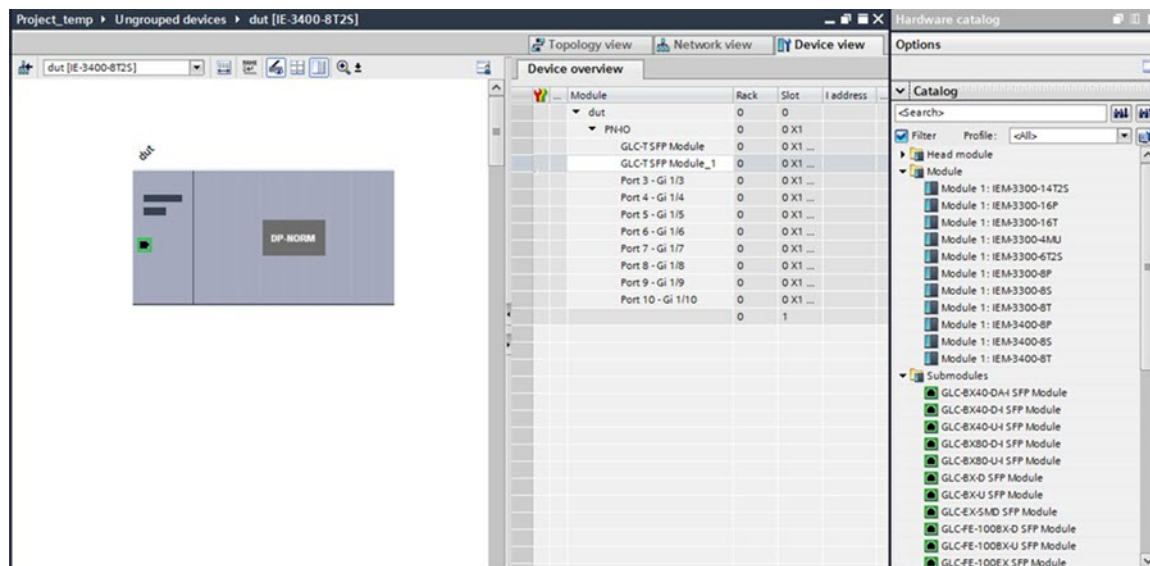 Project_temp ▸ Ungrouped devices ▸ dut [IE-3400-8T2S]
Topology view Network view Device view
dut [IE-3400-8T2S]
dut
DP-NORM
Device overview
... Module Rack Slot I address ...
dut 0 0
PN-IO 0 0 X1
GLC-T SFP Module 0 0 X1 ...
GLC-T SFP Module_1 0 0 X1 ...
Port 3 - Gi 1/3 0 0 X1 ...
Port 4 - Gi 1/4 0 0 X1 ...
Port 5 - Gi 1/5 0 0 X1 ...
Port 6 - Gi 1/6 0 0 X1 ...
Port 7 - Gi 1/7 0 0 X1 ...
Port 8 - Gi 1/8 0 0 X1 ...
Port 9 - Gi 1/9 0 0 X1 ...
Port 10 - Gi 1/10 0 0 X1 ...
0 1
Hardware catalog
Options
Catalog
<Search>
Filter Profile: <All>
Head module
Module
Module 1: IEM-3300-14T2S
Module 1: IEM-3300-16P
Module 1: IEM-3300-16T
Module 1: IEM-3300-4MU
Module 1: IEM-3300-6T2S
Module 1: IEM-3300-8P
Module 1: IEM-3300-8S
Module 1: IEM-3300-8T
Module 1: IEM-3400-8P
Module 1: IEM-3400-8S
Module 1: IEM-3400-8T
Submodules
GLC-BX40-DA-I SFP Module
GLC-BX40-D-I SFP Module
GLC-BX40-U-I SFP Module
GLC-BX80-D-I SFP Module
GLC-BX80-U-I SFP Module
GLC-BX-D SFP Module
GLC-BX-U SFP Module
GLC-EX-SMD SFP Module
GLC-FE-100BX-D SFP Module
GLC-FE-100BX-U SFP Module
GLC-FE-100EX SFP Module